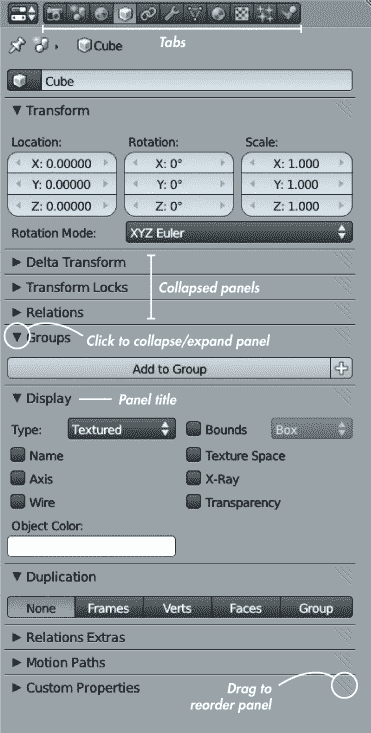 Tabs
Cube
Cube
Transform
Location: Rotation: Scale:
X: 0.00000 X: 0° X: 1.000
Y: 0.00000 Y: 0° Y: 1.000
Z: 0.00000 Z: 0° Z: 1.000
Rotation Mode: XYZ Euler
Delta Transform
Transform Locks
Collapsed panels
Relations
Groups
Click to collapse/expand panel
Add to Group
Display
Panel title
Type: Textured Bounds Box
Name Texture Space
Axis X-Ray
Wire Transparency
Object Color:
Duplication
None Frames Verts Faces Group
Relations Extras
Motion Paths
Custom Properties
Drag to
reorder panel